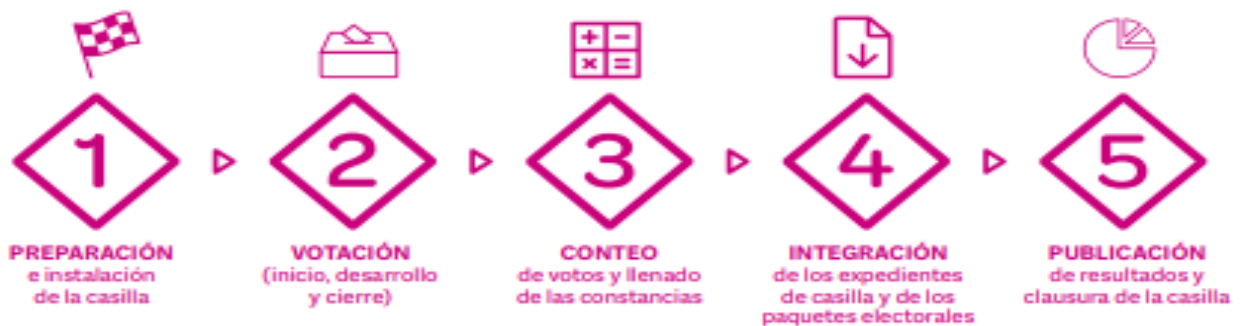 1
PREPARACIÓN
e instalación
de la casilla
2
VOTACIÓN
(inicio, desarrollo
y cierre)
3
CONTEO
de votos y llenado
de las constancias
4
INTEGRACIÓN
de los expedientes
de casilla y de los
paquetes electorales
5
PUBLICACIÓN
de resultados y
clausura de la casilla